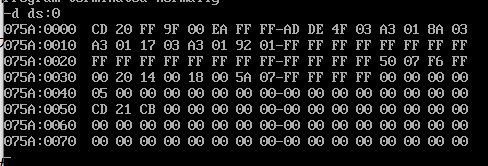 Program terminated normally
-d ds:0
075A:0000 CD 20 FF 9F 00 EA FF FF-AD DE 4F 03 A3 01 8A 03
075A:0010 A3 01 17 03 A3 01 92 01-FF FF FF FF FF FF FF FF
075A:0020 FF FF FF FF FF FF FF FF-FF FF FF FF 50 07 F6 FF
075A:0030 00 20 14 00 18 00 5A 07-FF FF FF FF 00 00 00 00
075A:0040 05 00 00 00 00 00 00 00-00 00 00 00 00 00 00 00
075A:0050 CD 21 CB 00 00 00 00 00-00 00 00 00 00 00 00 00
075A:0060 00 00 00 00 00 00 00 00-00 00 00 00 00 00 00 00
075A:0070 00 00 00 00 00 00 00 00-00 00 00 00 00 00 00 00
-